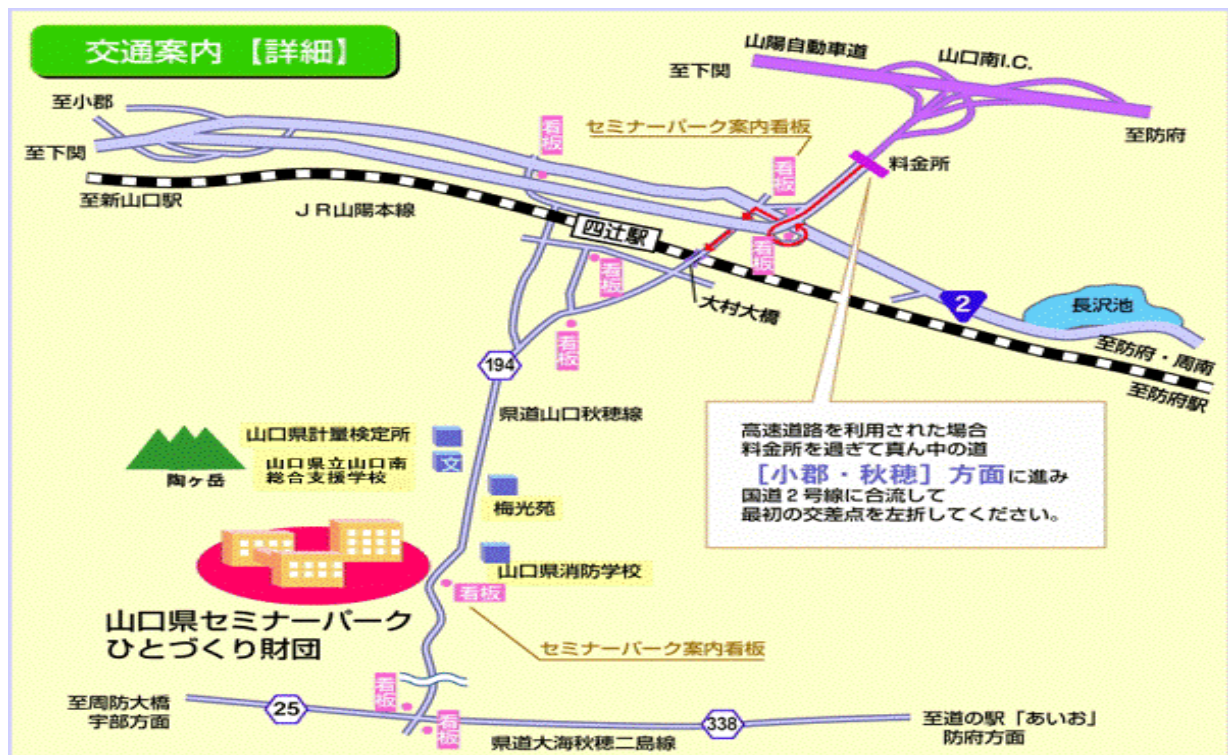 交通案内 【詳細】
山陽自動車道
山口南I.C.
至下関
至防府
至小郡
至下関
看板
セミナーパーク案内看板
看板
料金所
至新山口駅
JR山陽本線
四辻駅
看板
看板
大村大橋
2
長沢池
至防府・周南
至防府駅
看板
194
県道山口秋穂線
高速道路を利用された場合
料金所を過ぎて真ん中の道
[小郡・秋穂] 方面に進み
国道2号線に合流して
最初の交差点を左折してください。
陶ヶ岳
山口県計量検定所
山口県立山口南
総合支援学校
文
梅光苑
山口県消防学校
看板
山口県セミナーパーク
ひとづくり財団
セミナーパーク案内看板
至周防大橋
宇部方面
25
看板
看板
県道大海秋穂二島線
338
至道の駅「あいお」
防府方面